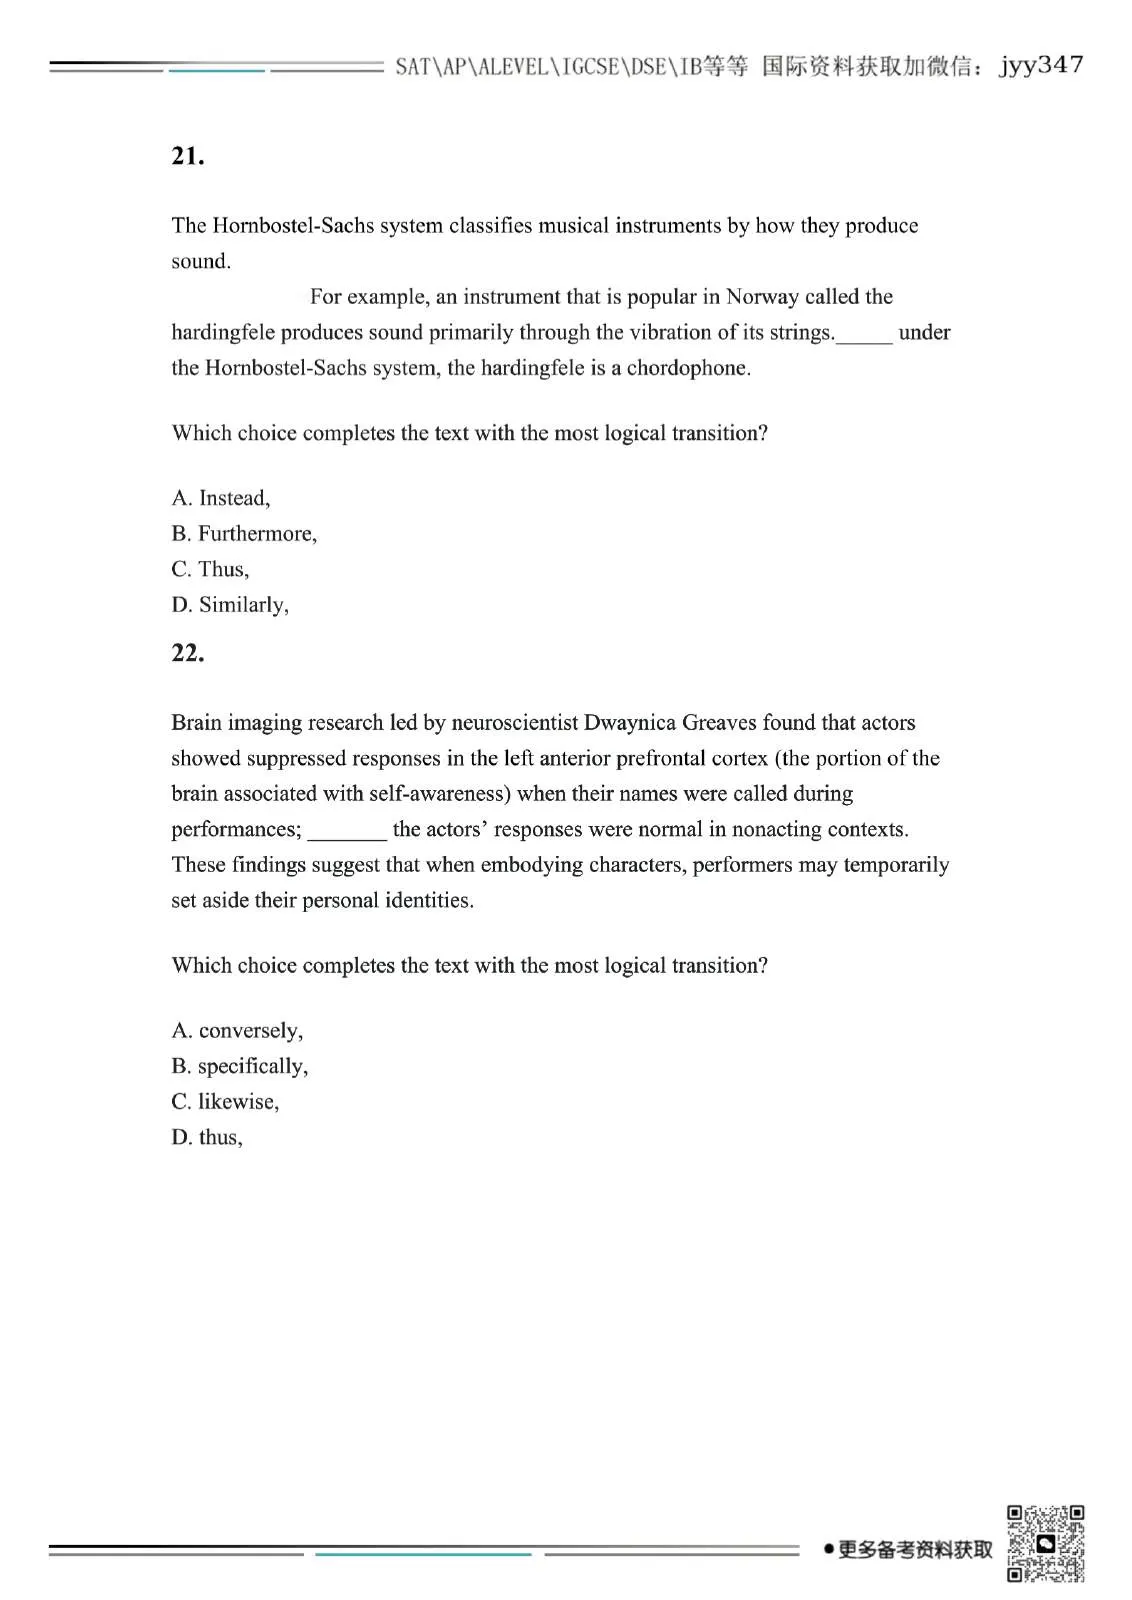 SAT\AP\ALEVEL\IGCSE\DSE\IB等等 国际资料获取加微信: jyy347
21.
The Hornbostel-Sachs system classifies musical instruments by how they produce
sound.
For example, an instrument that is popular in Norway called the
hardingfele produces sound primarily through the vibration of its strings._____ under
the Hornbostel-Sachs system, the hardingfele is a chordophone.
Which choice completes the text with the most logical transition?
A. Instead,
B. Furthermore,
C. Thus,
D. Similarly,
22.
Brain imaging research led by neuroscientist Dwaynica Greaves found that actors
showed suppressed responses in the left anterior prefrontal cortex (the portion of the
brain associated with self-awareness) when their names were called during
performances; _______ the actors’ responses were normal in nonacting contexts.
These findings suggest that when embodying characters, performers may temporarily
set aside their personal identities.
Which choice completes the text with the most logical transition?
A. conversely,
B. specifically,
C. likewise,
D. thus,
●更多备考资料获取